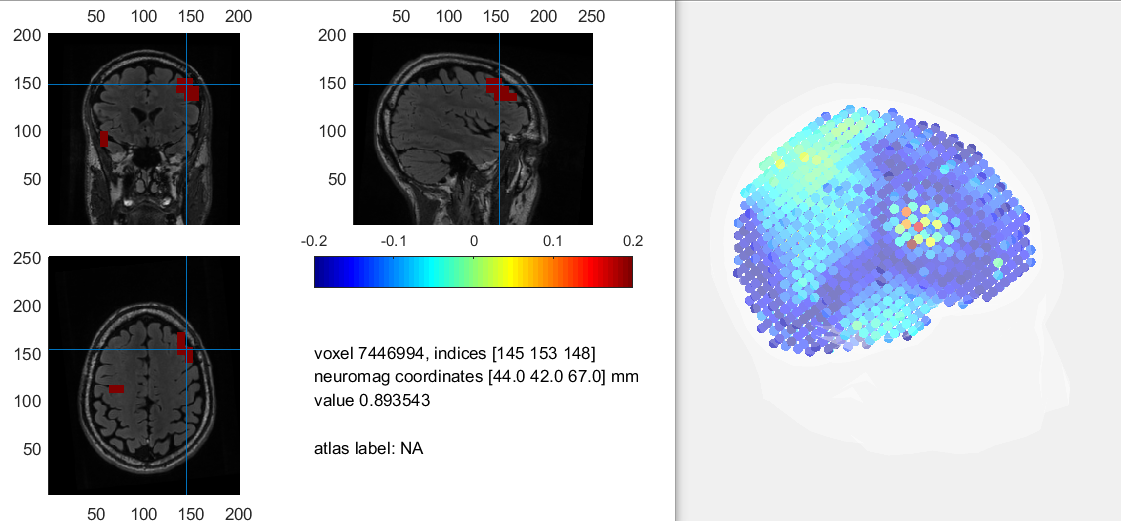 50 100 150 200
50 100 150 200 250
200
150
100
50
200
150
100
50
-0.2 -0.1 0 0.1 0.2
250
200
150
100
50
50 100 150 200
voxel 7446994, indices [145 153 148]
neuromag coordinates [44.0 42.0 67.0] mm
value 0.893543
atlas label: NA